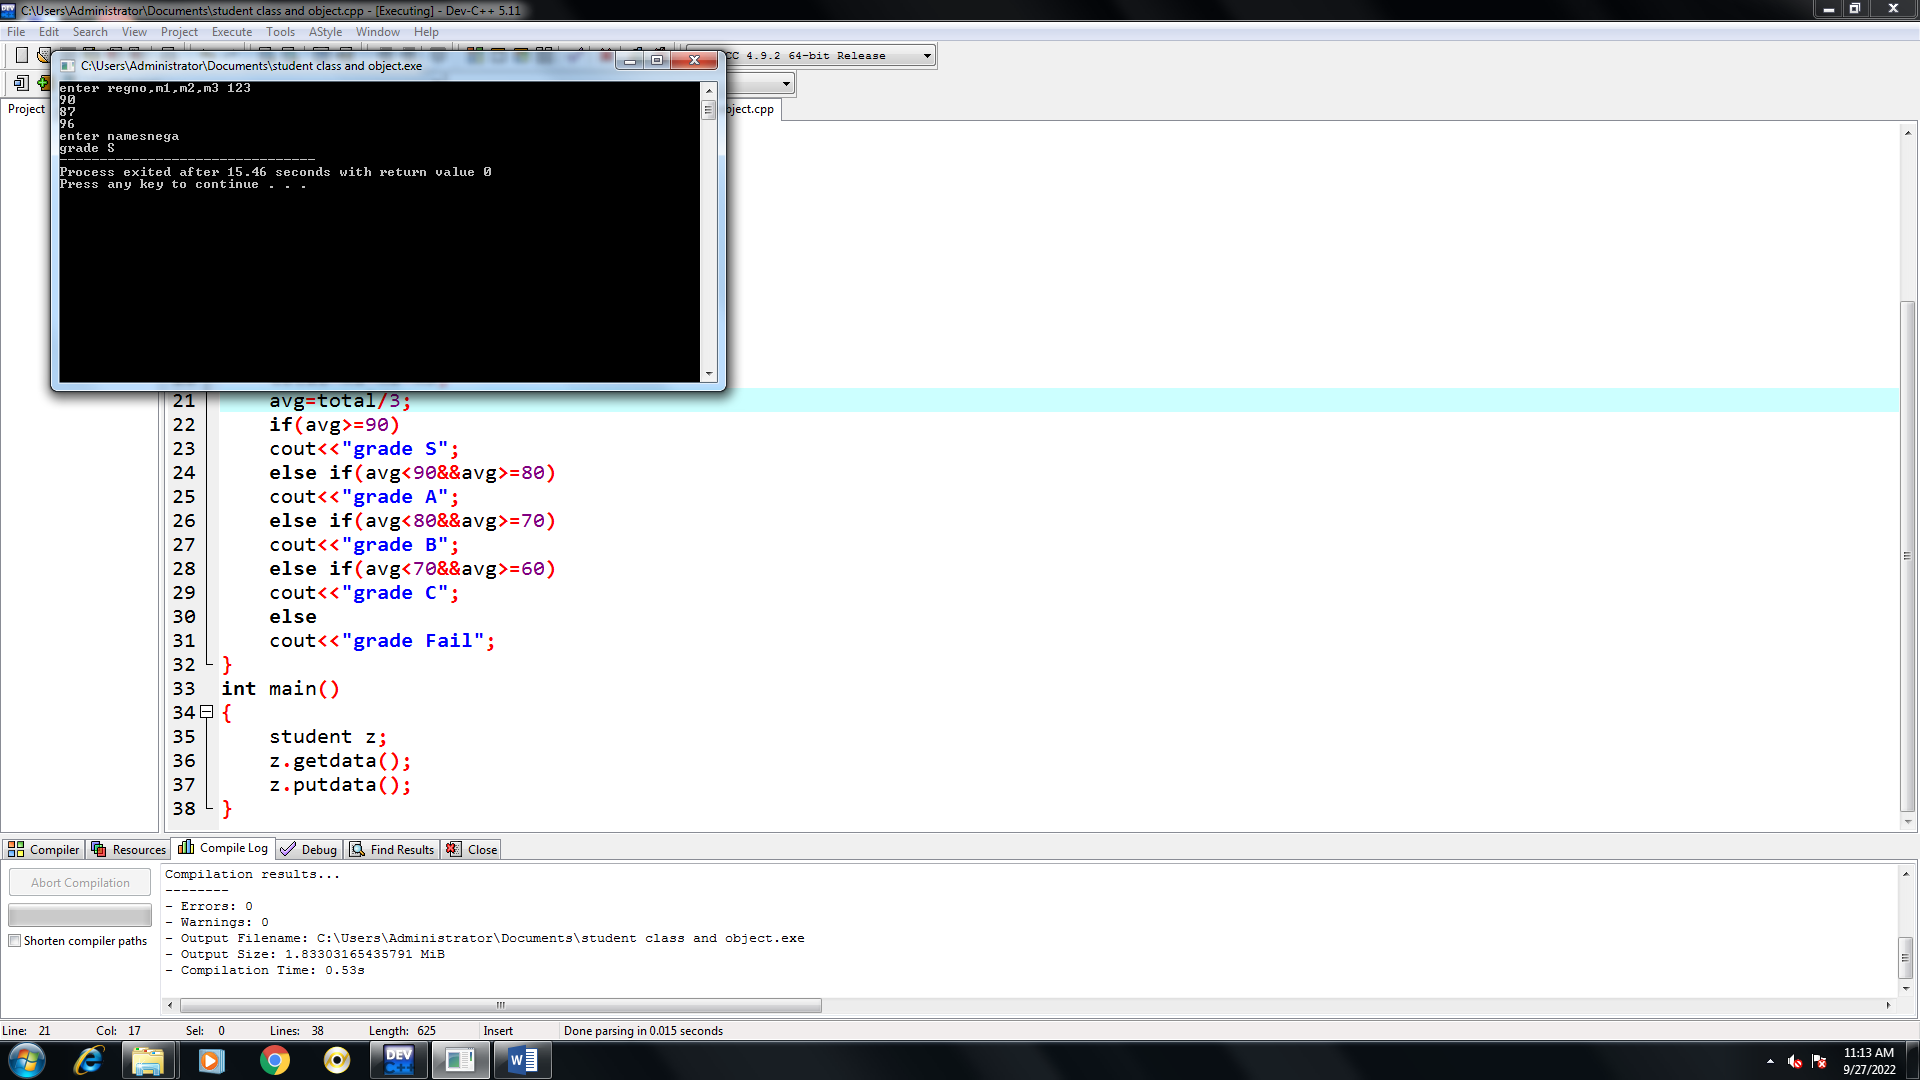 C:\Users\Administrator\Documents\student class and object.cpp - [Executing] - Dev-C++ 5.11
File Edit Search View Project Execute Tools AStyle Window Help
CC 4.9.2 64-bit Release
C:\Users\Administrator\Documents\student class and object.exe
Project
ject.cpp
enter regno,m1,m2,m3 123
90
87
96
enter namesnega
grade S
--------------------------------
Process exited after 15.46 seconds with return value 0
Press any key to continue . . .
21 avg=total/3;
22 if(avg>=90)
23 cout<<"grade S";
24 else if(avg<90&&avg>=80)
25 cout<<"grade A";
26 else if(avg<80&&avg>=70)
27 cout<<"grade B";
28 else if(avg<70&&avg>=60)
29 cout<<"grade C";
30 else
31 cout<<"grade Fail";
32 }
33 int main()
34 {
35 student z;
36 z.getdata();
37 z.putdata();
38 }
Compiler Resources Compile Log Debug Find Results Close
Abort Compilation
Shorten compiler paths
Compilation results...
--------
- Errors: 0
- Warnings: 0
- Output Filename: C:\Users\Administrator\Documents\student class and object.exe
- Output Size: 1.83303165435791 MiB
- Compilation Time: 0.53s
Line: 21 Col: 17 Sel: 0 Lines: 38 Length: 625 Insert Done parsing in 0.015 seconds
DEV
11:13 AM
9/27/2022